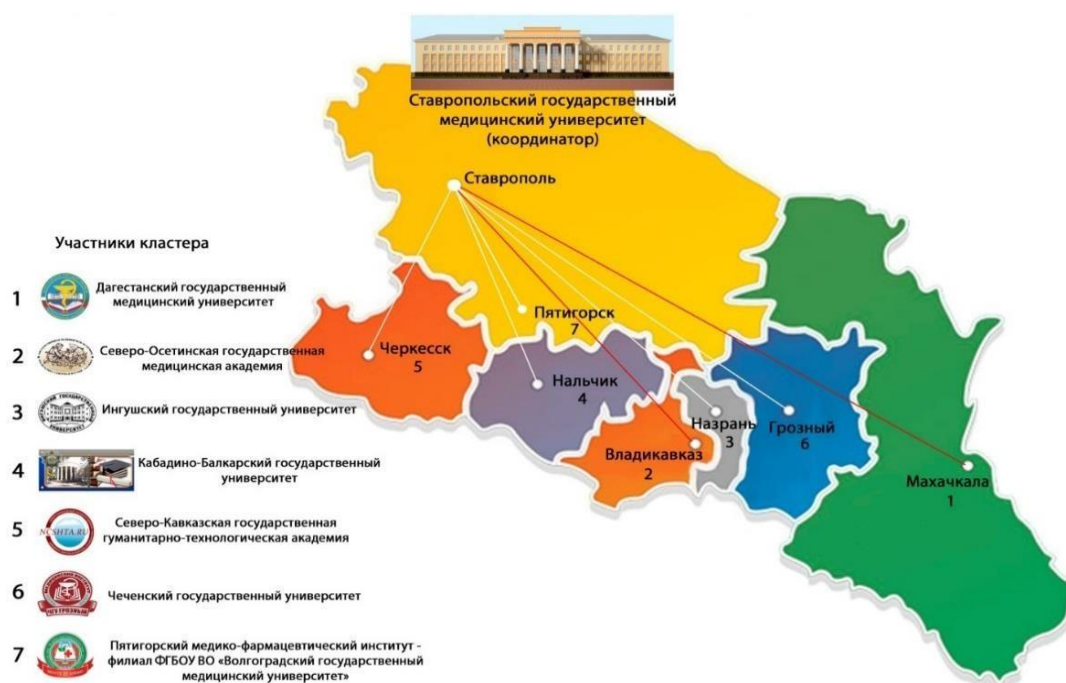 Ставропольский государственный
медицинский университет
(координатор)
Ставрополь
Участники кластера
1
Дагестанский государственный
медицинский университет
2
Северо-Осетинская государственная
медицинская академия
3
Ингушский государственный университет
4
Кабадино-Балкарский государственный
университет
5
NCSHTA.RU
Северо-Кавказская государственная
гуманитарно-технологическая академия
6
Чеченский государственный университет
7
Пятигорский медико-фармацевтический институт -
филиал ФГБОУ ВО «Волгоградский государственный
медицинский университет»
Пятигорск
7
Черкесск
5
Нальчик
4
Назрань
3
Грозный
6
Владикавказ
2
Махачкала
1